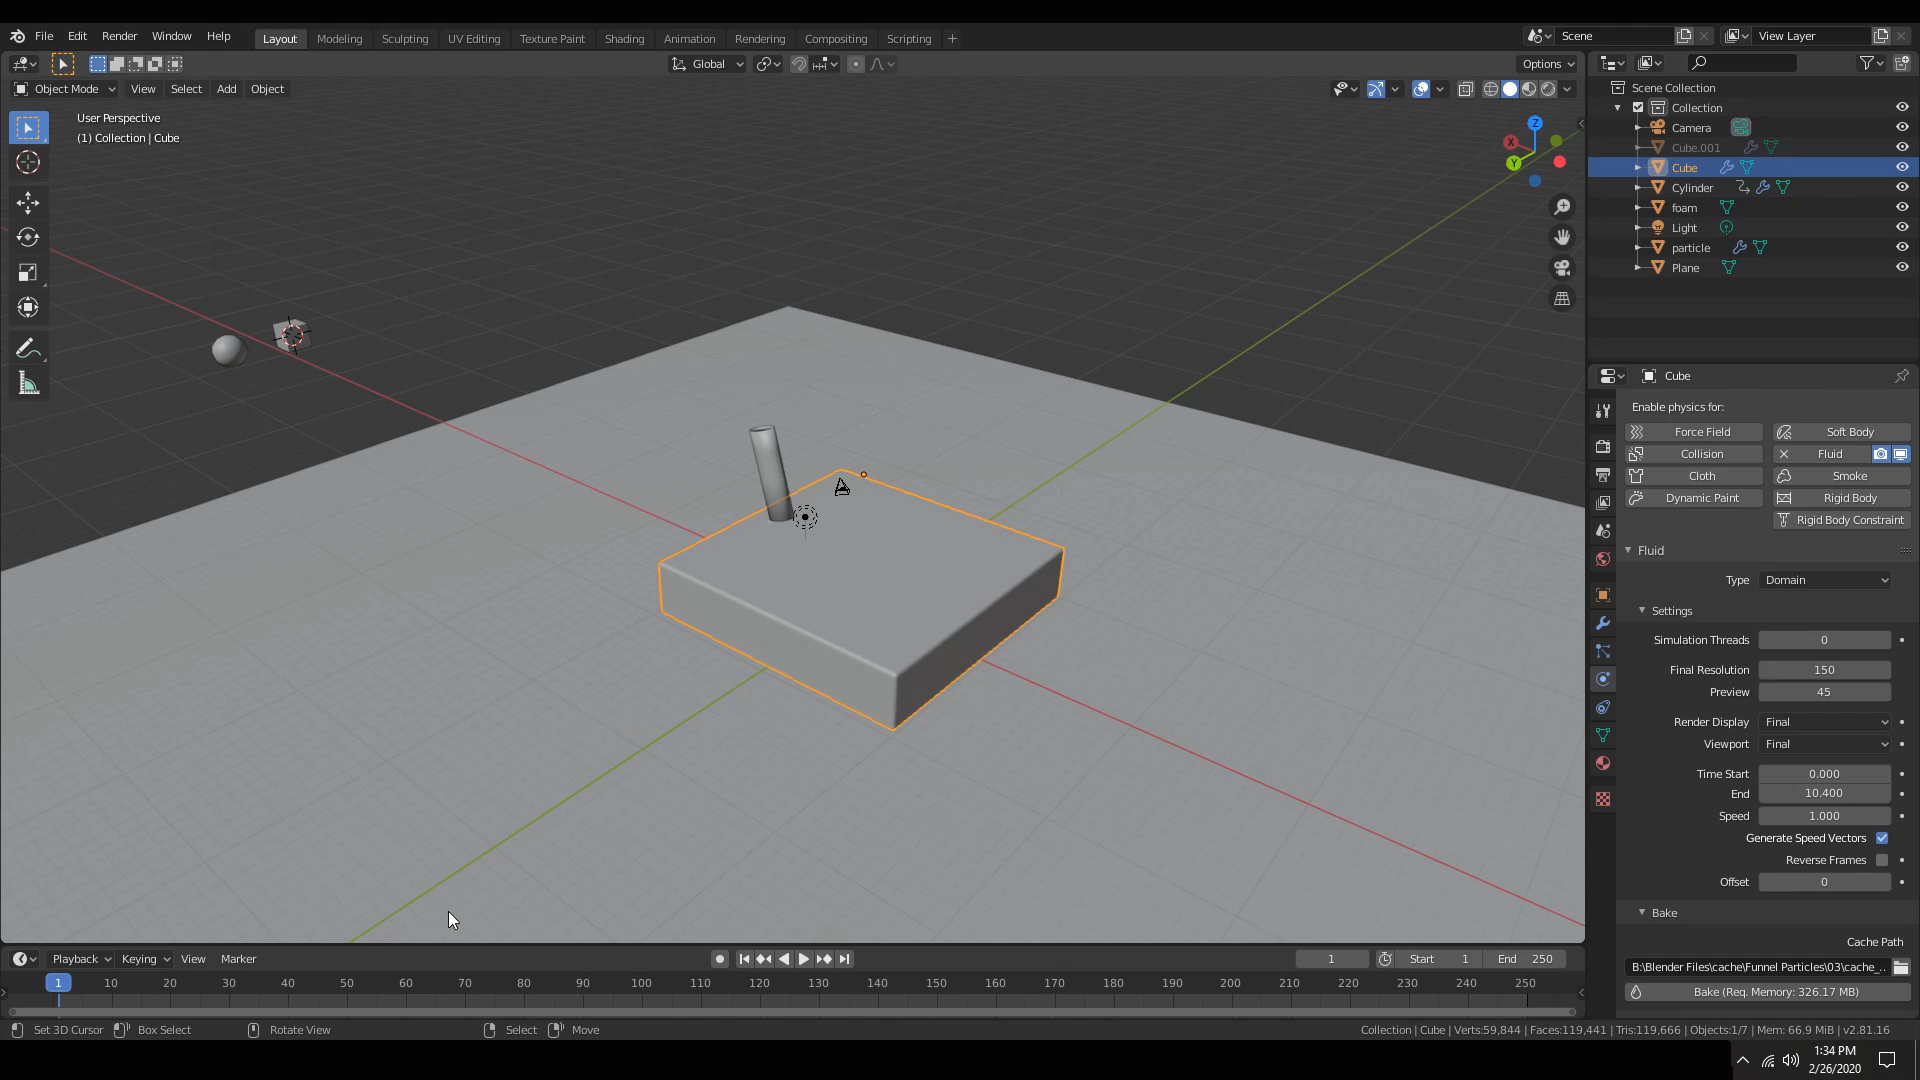 File Edit Render Window Help
Layout Modeling Sculpting UV Editing Texture Paint Shading Animation Rendering Compositing Scripting +
Scene
View Layer
Global
Options
Object Mode View Select Add Object
User Perspective
(1) Collection | Cube
Z
X
Y
Scene Collection
Collection
Camera
Cube.001
Cube
Cylinder
foam
Light
particle
Plane
Cube
Enable physics for:
Force Field Soft Body
Collision Fluid
Cloth Smoke
Dynamic Paint Rigid Body
Rigid Body Constraint
Fluid
Type Domain
Settings
Simulation Threads 0
Final Resolution 150
Preview 45
Render Display Final
Viewport Final
Time Start 0.000
End 10.400
Speed 1.000
Generate Speed Vectors
Reverse Frames
Offset 0
Bake
Cache Path
B:\Blender Files\cache\Funnel Particles\03\cache_..
Bake (Req. Memory: 326.17 MB)
Playback Keying View Marker
1 Start 1 End 250
1 10 20 30 40 50 60 70 80 90 100 110 120 130 140 150 160 170 180 190 200 210 220 230 240 250
Set 3D Cursor Box Select Rotate View Select Move
Collection | Cube | Verts:59,844 | Faces:119,441 | Tris:119,666 | Objects:1/7 | Mem: 66.9 MiB | v2.81.16
1:34 PM
2/26/2020